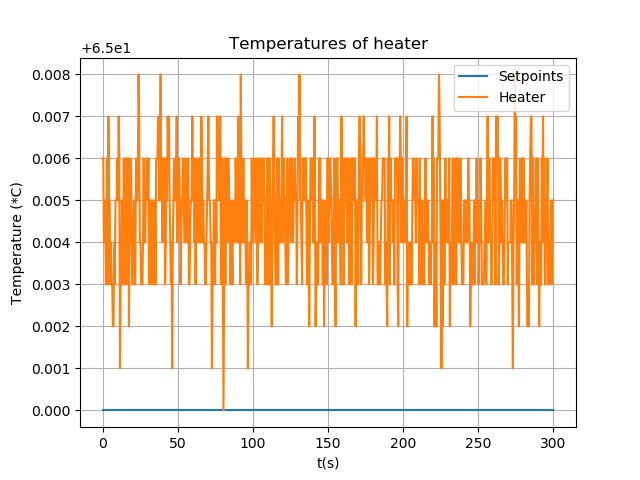 Temperatures of heater
+6.5e1
Setpoints
Heater
0.008
0.007
0.006
0.005
0.004
0.003
0.002
0.001
0.000
Temperature (*C)
0 50 100 150 200 250 300
t(s)